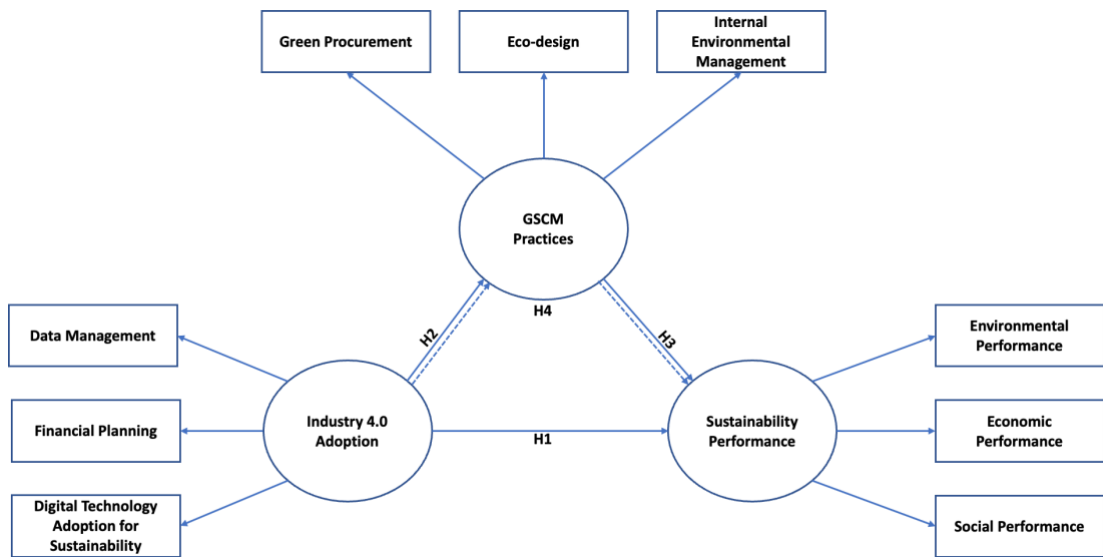 Green Procurement
Eco-design
Internal
Environmental
Management
GSCM
Practices
H4
H2
H3
Data Management
Environmental
Performance
Financial Planning
Industry 4.0
Adoption
H1
Sustainability
Performance
Economic
Performance
Digital Technology
Adoption for
Sustainability
Social Performance